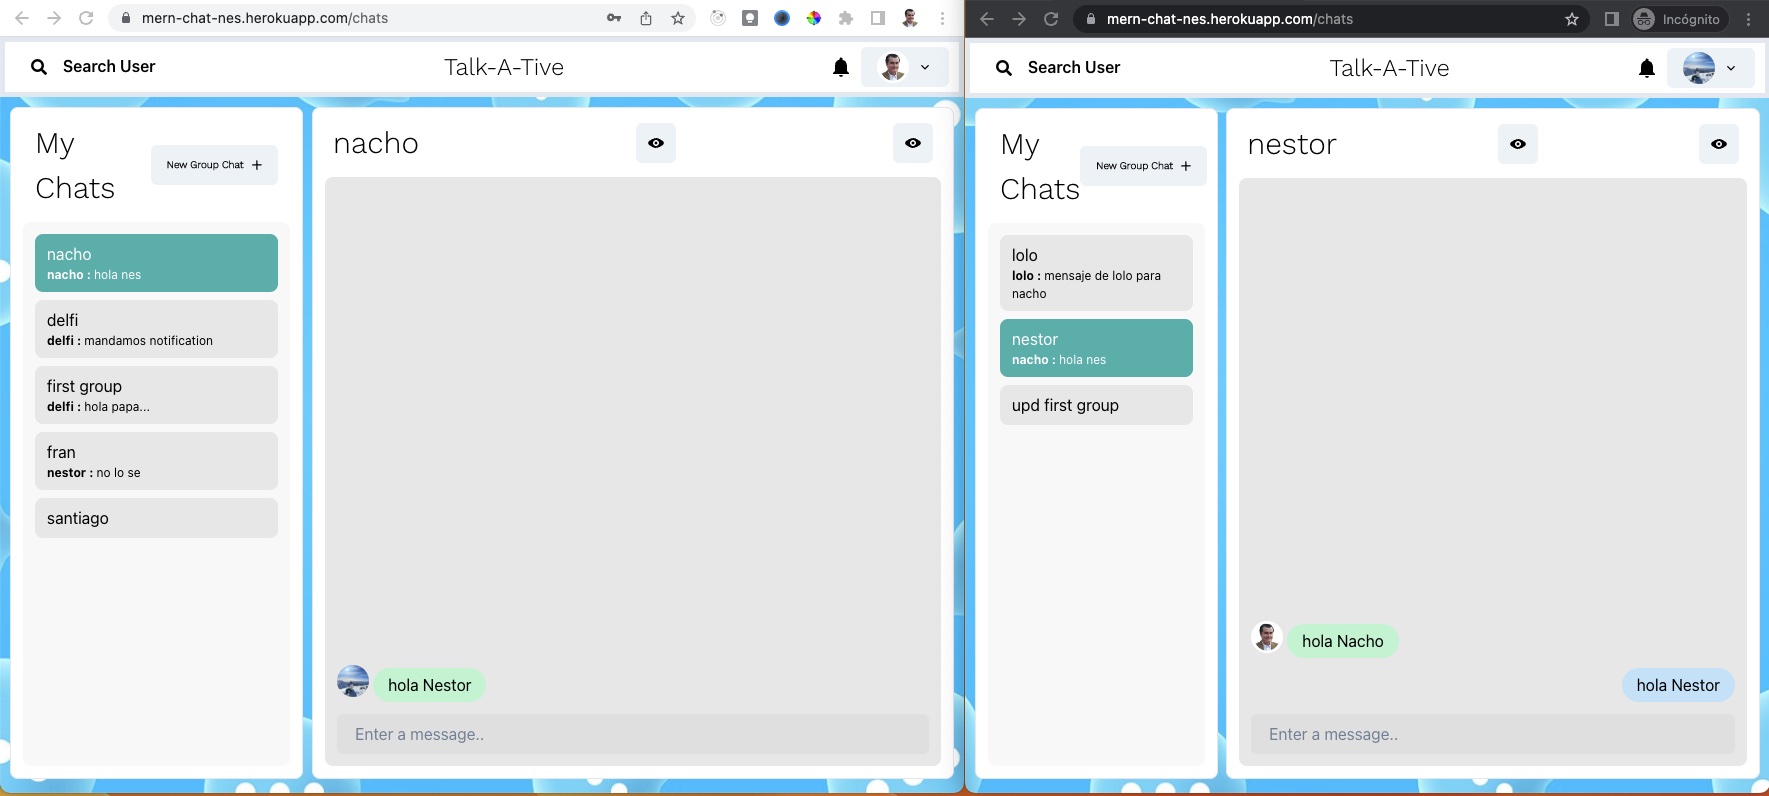 mern-chat-nes.herokuapp.com/chats
Search User
Talk-A-Tive
My
Chats
New Group Chat +
nacho
nacho : hola nes
delfi
delfi : mandamos notification
first group
delfi : hola papa...
fran
nestor : no lo se
santiago
nacho
hola Nestor
Enter a message..
mern-chat-nes.herokuapp.com/chats
Incógnito
Search User
Talk-A-Tive
My
Chats
New Group Chat +
lolo
lolo : mensaje de lolo para
nacho
nestor
nacho : hola nes
upd first group
nestor
hola Nacho
hola Nestor
Enter a message..